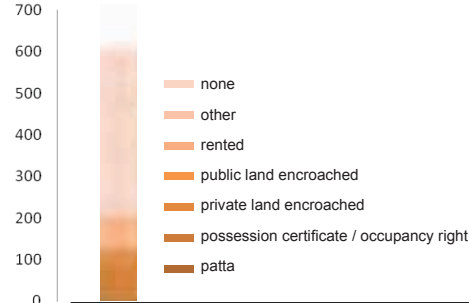 700
600
500
400
300
200
100
0
none
other
rented
public land encroached
private land encroached
possession certificate / occupancy right
patta